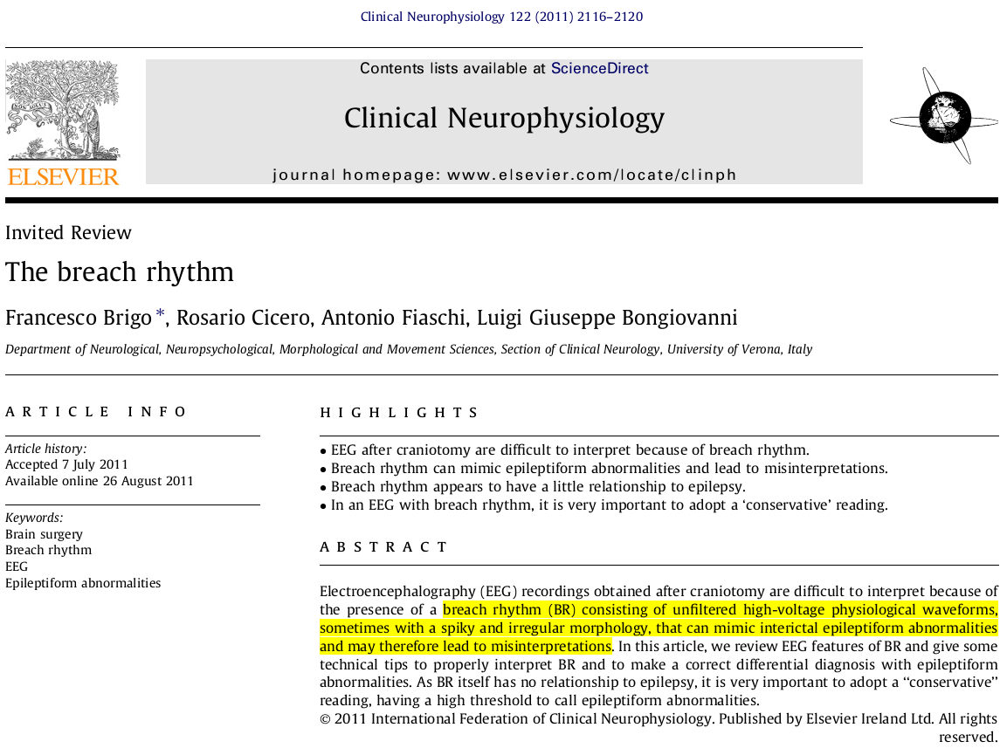 Clinical Neurophysiology 122 (2011) 2116–2120
Contents lists available at ScienceDirect
Clinical Neurophysiology
journal homepage: www.elsevier.com/locate/clinph
ELSEVIER
Invited Review
The breach rhythm
Francesco Brigo *, Rosario Cicero, Antonio Fiaschi, Luigi Giuseppe Bongiovanni
Department of Neurological, Neuropsychological, Morphological and Movement Sciences, Section of Clinical Neurology, University of Verona, Italy
ARTICLE INFO
Article history:
Accepted 7 July 2011
Available online 26 August 2011
Keywords:
Brain surgery
Breach rhythm
EEG
Epileptiform abnormalities
HIGHLIGHTS
• EEG after craniotomy are difficult to interpret because of breach rhythm.
• Breach rhythm can mimic epileptiform abnormalities and lead to misinterpretations.
• Breach rhythm appears to have a little relationship to epilepsy.
• In an EEG with breach rhythm, it is very important to adopt a ‘conservative’ reading.
ABSTRACT
Electroencephalography (EEG) recordings obtained after craniotomy are difficult to interpret because of
the presence of a breach rhythm (BR) consisting of unfiltered high-voltage physiological waveforms,
sometimes with a spiky and irregular morphology, that can mimic interictal epileptiform abnormalities
and may therefore lead to misinterpretations. In this article, we review EEG features of BR and give some
technical tips to properly interpret BR and to make a correct differential diagnosis with epileptiform
abnormalities. As BR itself has no relationship to epilepsy, it is very important to adopt a ‘‘conservative’’
reading, having a high threshold to call epileptiform abnormalities.
© 2011 International Federation of Clinical Neurophysiology. Published by Elsevier Ireland Ltd. All rights
reserved.